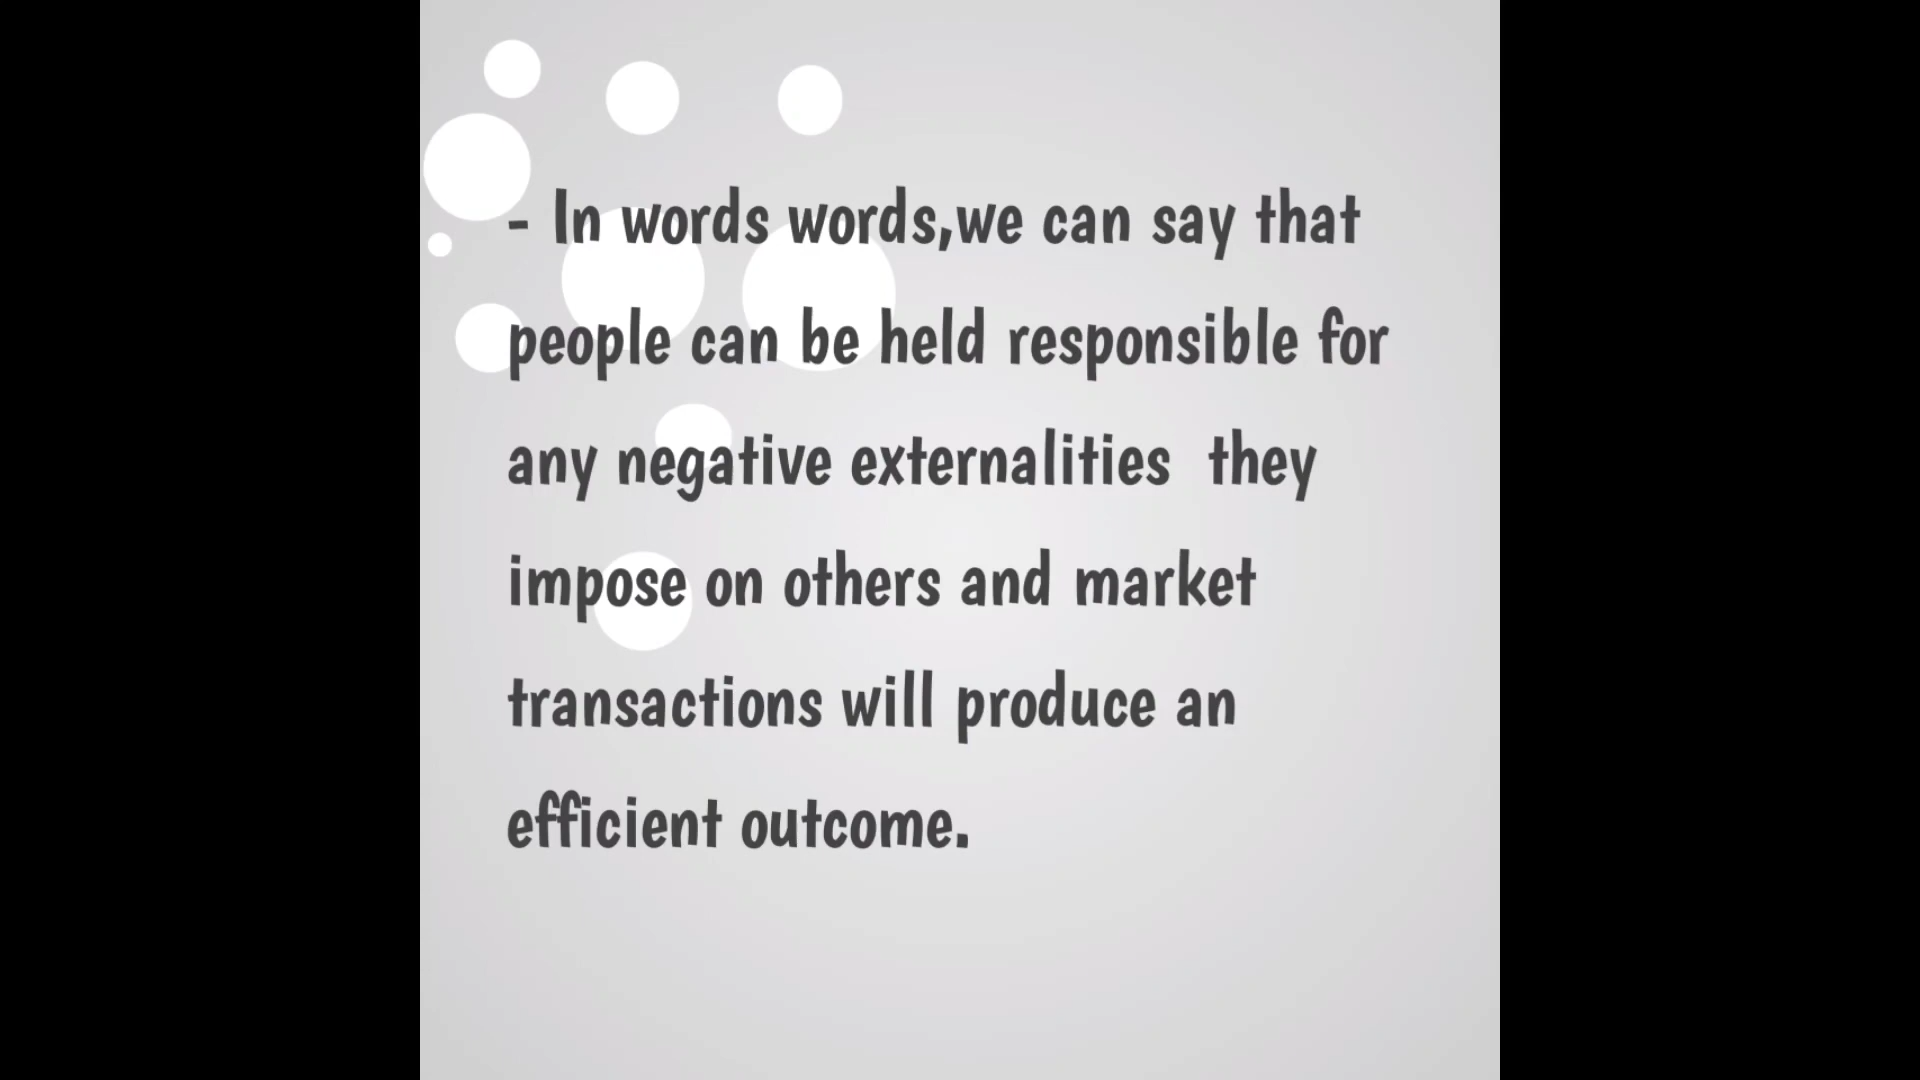 - In words words,we can say that
people can be held responsible for
any negative externalities  they
impose on others and market
transactions will produce an
efficient outcome.